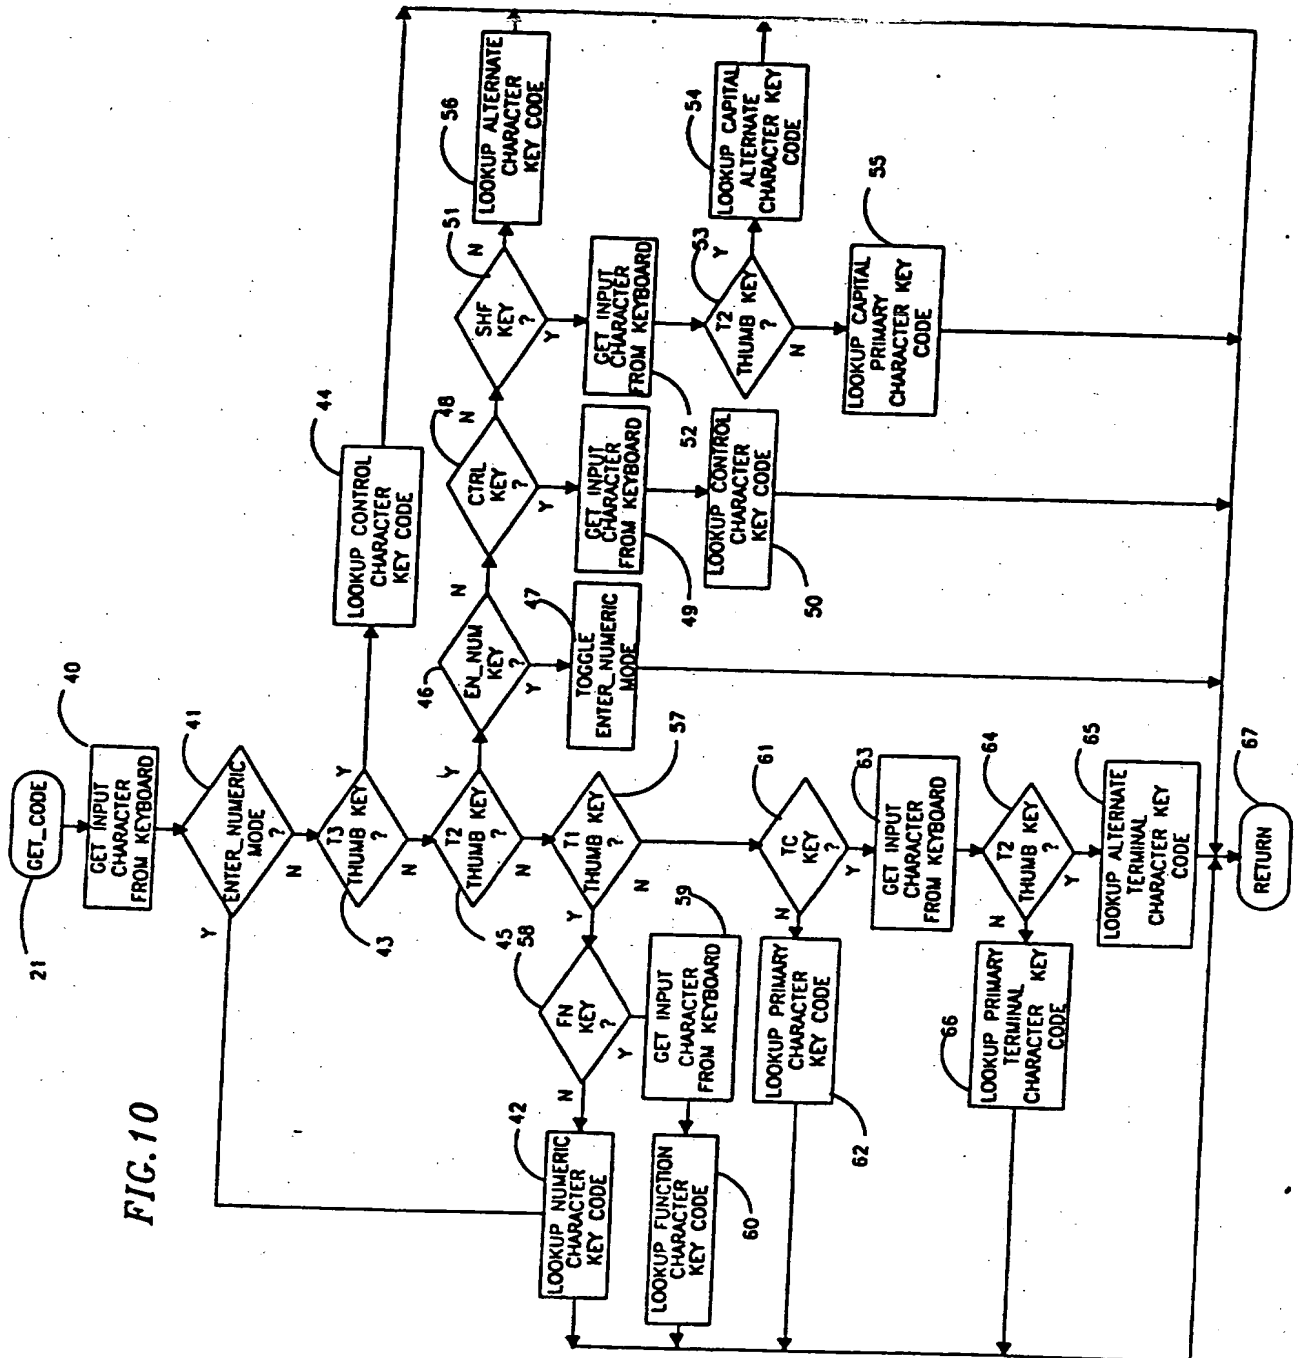 FIG. 10
21
GET_CODE
40
GET INPUT
CHARACTER
FROM KEYBOARD
41
ENTER_NUMERIC
MODE
?
Y
N
43
T3
THUMB KEY
?
Y
N
44
LOOKUP CONTROL
CHARACTER
KEY CODE
45
T2
THUMB KEY
?
Y
N
46
EN_NUM
KEY
?
N
Y
47
TOGGLE
ENTER_NUMERIC
MODE
48
CTRL
KEY
?
N
Y
49
GET INPUT
CHARACTER
FROM KEYBOARD
50
LOOKUP CONTROL
CHARACTER
KEY CODE
51
SHF
KEY
?
N
Y
56
LOOKUP ALTERNATE
CHARACTER
KEY CODE
52
GET INPUT
CHARACTER
FROM KEYBOARD
53
T2
THUMB KEY
?
Y
N
54
LOOKUP CAPITAL
ALTERNATE
CHARACTER KEY
CODE
55
LOOKUP CAPITAL
PRIMARY
CHARACTER KEY
CODE
57
T1
THUMB KEY
?
Y
N
58
FN
KEY
?
N
Y
42
LOOKUP NUMERIC
CHARACTER
KEY CODE
59
GET INPUT
CHARACTER
FROM KEYBOARD
60
LOOKUP FUNCTION
CHARACTER
KEY CODE
61
TC
KEY
?
N
Y
62
LOOKUP PRIMARY
CHARACTER
KEY CODE
63
GET INPUT
CHARACTER
FROM KEYBOARD
64
T2
THUMB KEY
?
N
Y
65
LOOKUP ALTERNATE
TERMINAL
CHARACTER KEY
CODE
66
LOOKUP PRIMARY
TERMINAL
CHARACTER KEY
CODE
67
RETURN